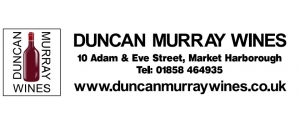 DUNCAN
MURRAY
WINES
DUNCAN MURRAY WINES
10 Adam & Eve Street, Market Harborough
Tel: 01858 464935
www.duncanmurraywines.co.uk